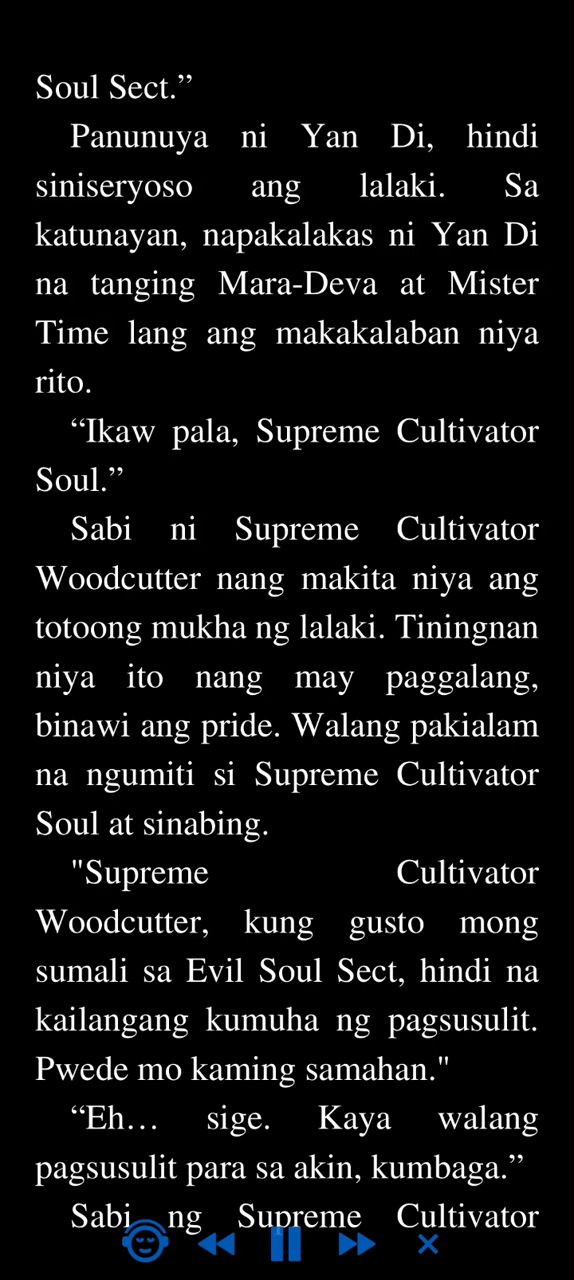 Soul Sect.”
Panunuya ni Yan Di, hindi
siniseryoso ang lalaki. Sa
katunayan, napakalakas ni Yan Di
na tanging Mara-Deva at Mister
Time lang ang makakalaban niya
rito.
“Ikaw pala, Supreme Cultivator
Soul.”
Sabi ni Supreme Cultivator
Woodcutter nang makita niya ang
totoong mukha ng lalaki. Tiningnan
niya ito nang may paggalang,
binawi ang pride. Walang pakialam
na ngumiti si Supreme Cultivator
Soul at sinabing.
"Supreme Cultivator
Woodcutter, kung gusto mong
sumali sa Evil Soul Sect, hindi na
kailangang kumuha ng pagsusulit.
Pwede mo kaming samahan."
“Eh… sige. Kaya walang
pagsusulit para sa akin, kumbaga.”
Sabi ng Supreme Cultivator